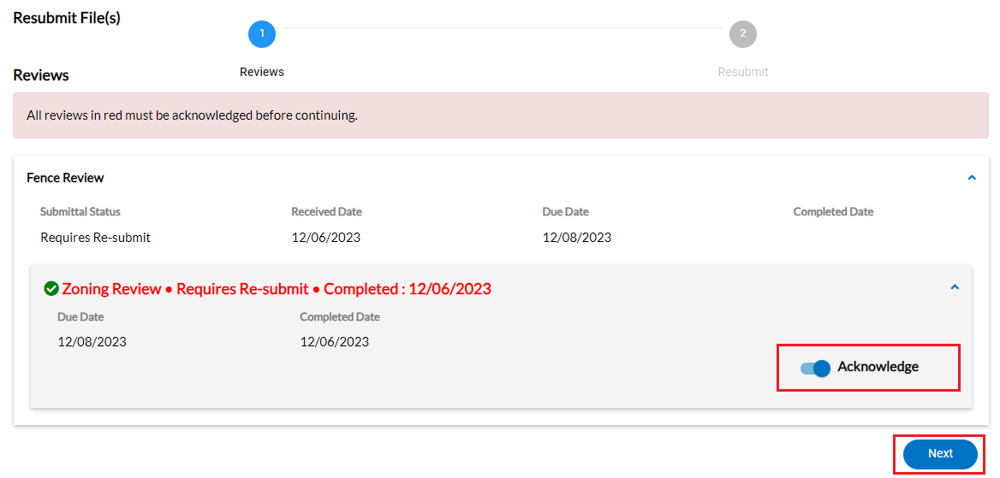 Resubmit File(s)
1
2
Reviews
Resubmit
Reviews
All reviews in red must be acknowledged before continuing.
Fence Review
Submittal Status Received Date Due Date Completed Date
Requires Re-submit 12/06/2023 12/08/2023
Zoning Review • Requires Re-submit • Completed : 12/06/2023
Due Date Completed Date
12/08/2023 12/06/2023
Acknowledge
Next